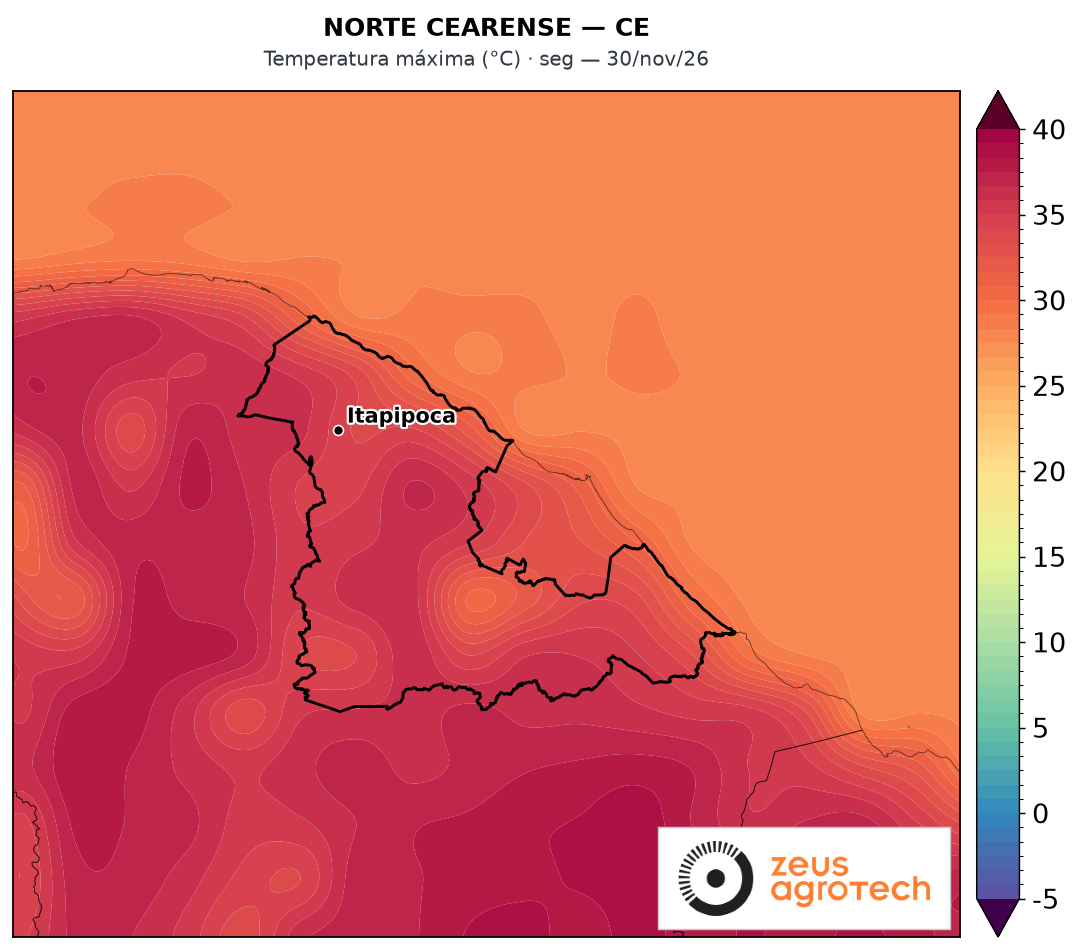 NORTE CEARENSE — CE
Temperatura máxima (°C) · seg — 30/nov/26
Itapipoca
40
35
30
25
20
15
10
5
0
-5
zeus
agrotech